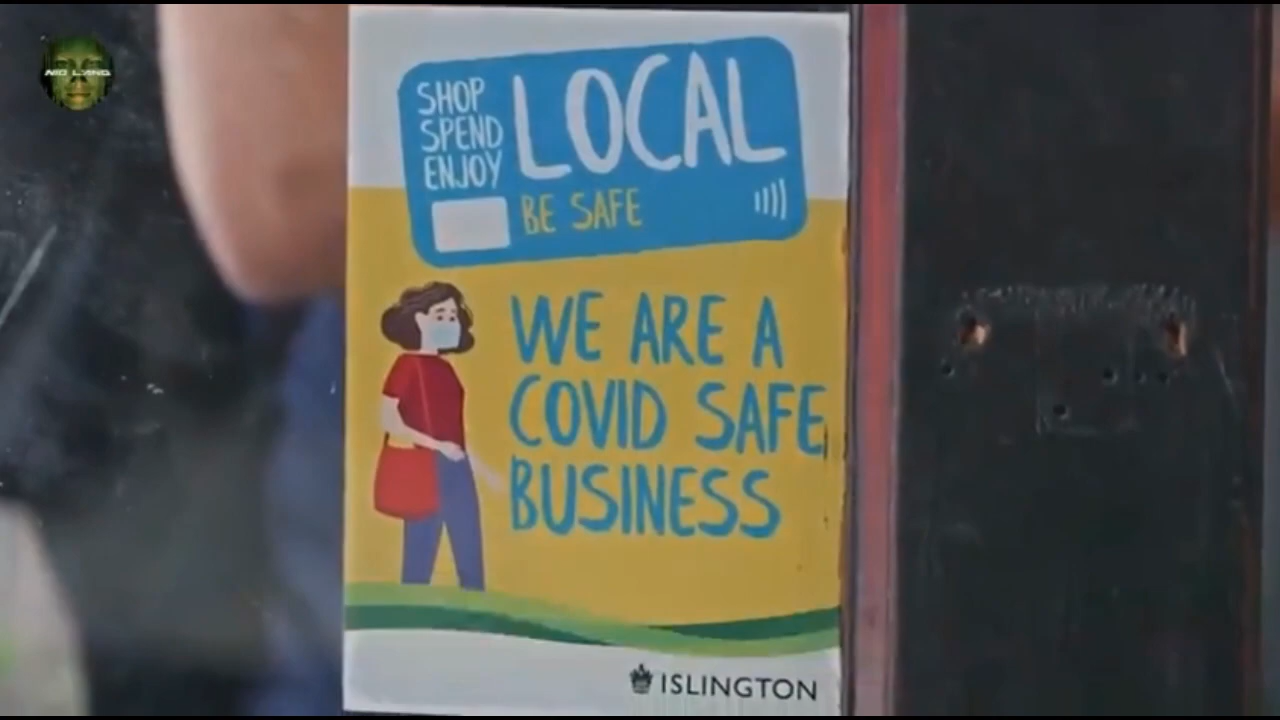 SHOP
SPEND
ENJOY
LOCAL
BE SAFE
WE ARE A
COVID SAFE
BUSINESS
ISLINGTON